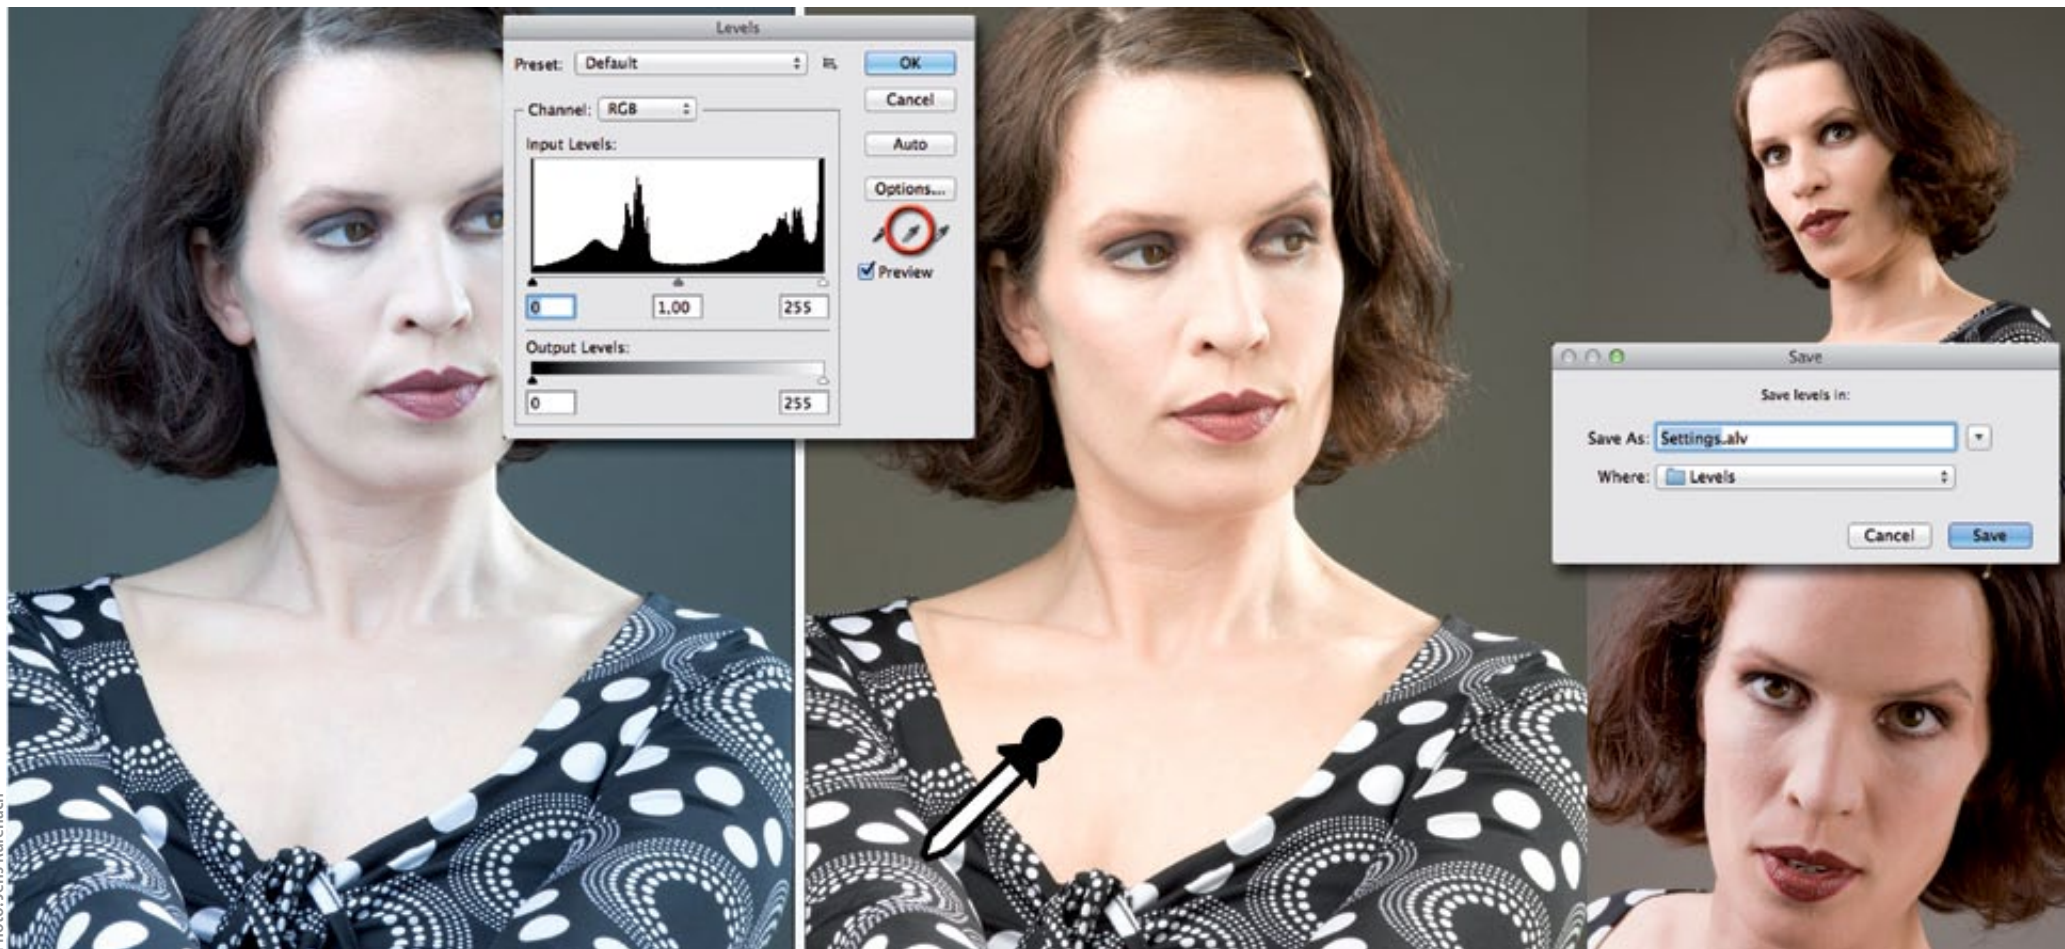 Levels
Preset: Default
OK
Cancel
Channel: RGB
Input Levels:
Auto
Options...
Preview
0 1,00 255
Output Levels:
0 255
Save
Save levels in:
Save As: Settings.alv
Where: Levels
Cancel Save